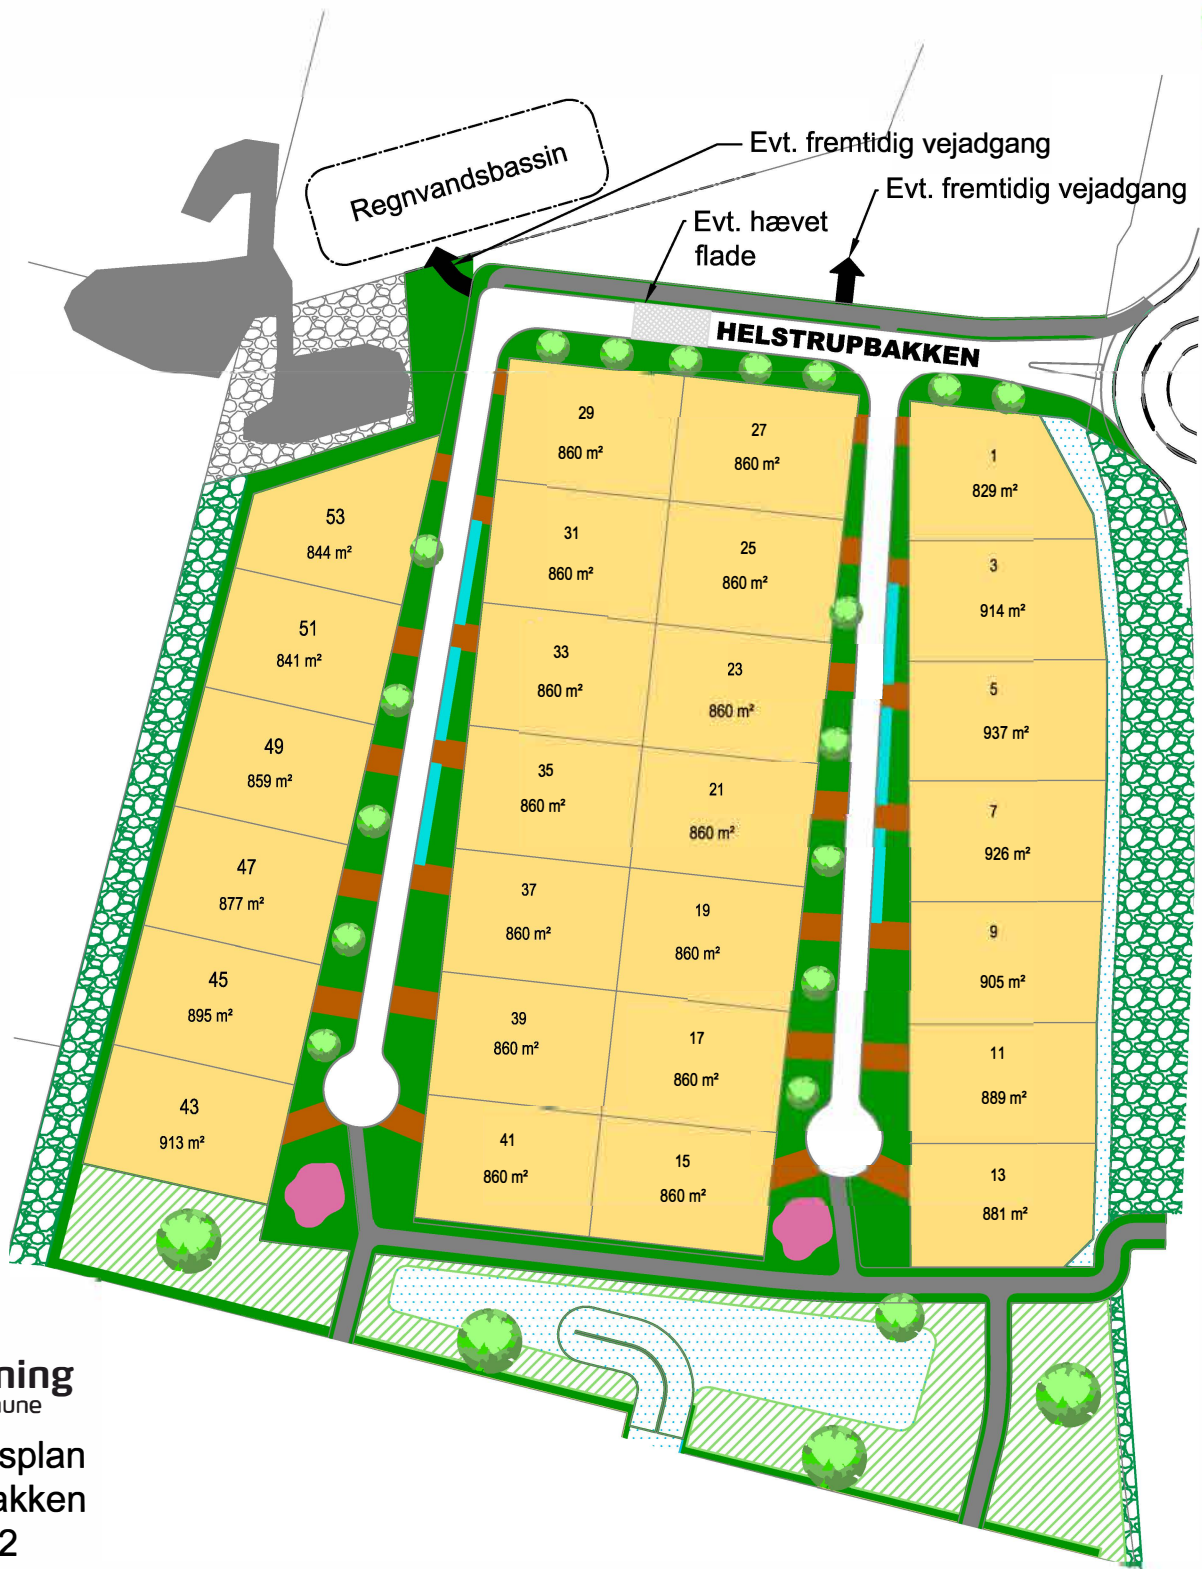 Regnvandsbassin
Evt. fremtidig vejadgang
Evt. fremtidig vejadgang
Evt. hævet
flade
HELSTRUPBAKKEN
29
860 m²
27
860 m²
1
829 m²
53
844 m²
31
860 m²
25
860 m²
3
914 m²
51
841 m²
33
860 m²
23
860 m²
5
937 m²
49
859 m²
35
860 m²
21
860 m²
7
926 m²
47
877 m²
37
860 m²
19
860 m²
9
905 m²
45
895 m²
39
860 m²
17
860 m²
11
889 m²
43
913 m²
41
860 m²
15
860 m²
13
881 m²
ning
une
splan
akken
2